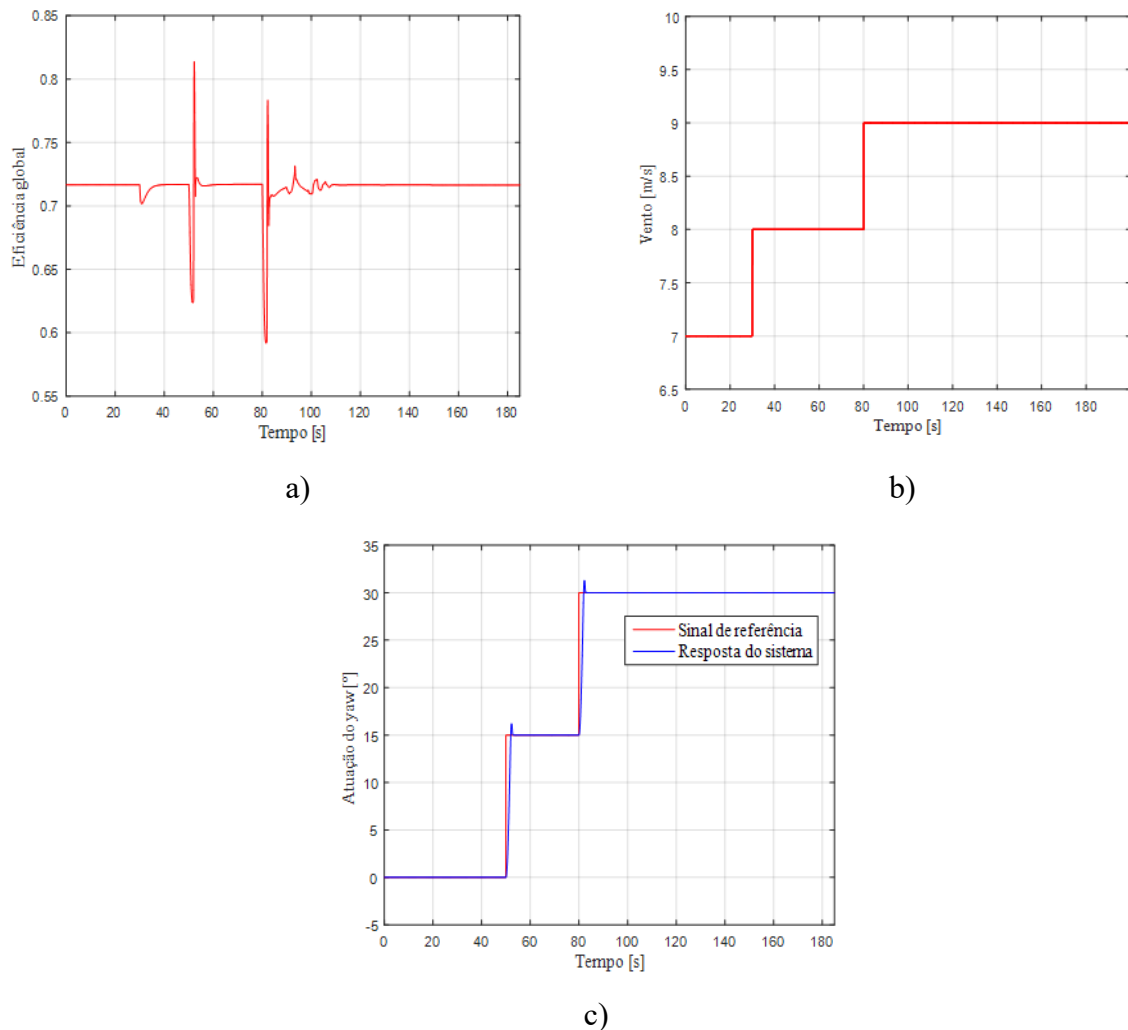 0.85
0.8
0.75
0.7
0.65
0.6
0.55
Eficiência global
0 20 40 60 80 100 120 140 160 180
Tempo [s]
a)
10
9.5
9
8.5
8
7.5
7
6.5
Vento [m/s]
0 20 40 60 80 100 120 140 160 180
Tempo [s]
b)
35
30
25
20
15
10
5
0
-5
Atuação do yaw [°]
Sinal de referência
Resposta do sistema
0 20 40 60 80 100 120 140 160 180
Tempo [s]
c)